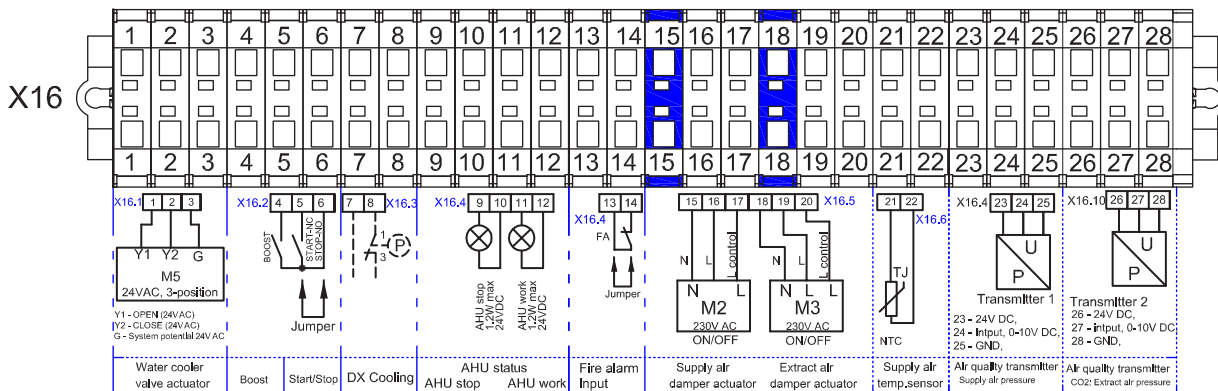 1 2 3 4 5 6 7 8 9 10 11 12 13 14 15 16 17 18 19 20 21 22 23 24 25 26 27 28
X16
1 2 3 4 5 6 7 8 9 10 11 12 13 14 15 16 17 18 19 20 21 22 23 24 25 26 27 28
X16.1 1 2 3
Y1 Y2 G
M5
24VAC, 3-position
Y1 - OPEN (24VAC)
Y2 - CLOSE (24VAC)
G - System potential 24V AC
Water cooler
valve actuator
X16.2 4 5 6
BOOST
START-NC
STOP-NO
Jumper
Boost
Start/Stop
7 8 X16.3
1
3
P
DX Cooling
X16.4 9 10 11 12
AHU stop
1,2W max
24VDC
AHU work
1,2W max
24VDC
AHU status
AHU stop AHU work
13 14
X16.4
FA
Jumper
Fire alarm
Input
15 16 17 18 19 20 X16.5
N L L control
N L
M2
230V AC
ON/OFF
Supply air
damper actuator
N L L control
N L
M3
230V AC
ON/OFF
Extract air
damper actuator
21 22
X16.6
TJ
NTC
Supply air
temp.sensor
X16.4 23 24 25
U
P
Transmitter 1
23 - 24V DC,
24 - Intput, 0-10V DC,
25 - GND,
Air quality transmitter
Supply air pressure
X16.10 26 27 28
U
P
Transmitter 2
26 - 24V DC,
27 - intput, 0-10V DC,
28 - GND,
Air quality transmitter
CO2; Extract air pressure